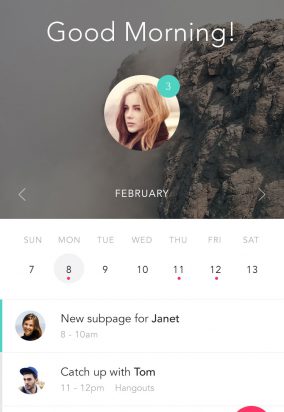 Good Morning!
3
FEBRUARY
SUN MON TUE WED THU FRI SAT
7 8 9 10 11 12 13
New subpage for Janet
8 - 10am
Catch up with Tom
11 – 12pm Hangouts